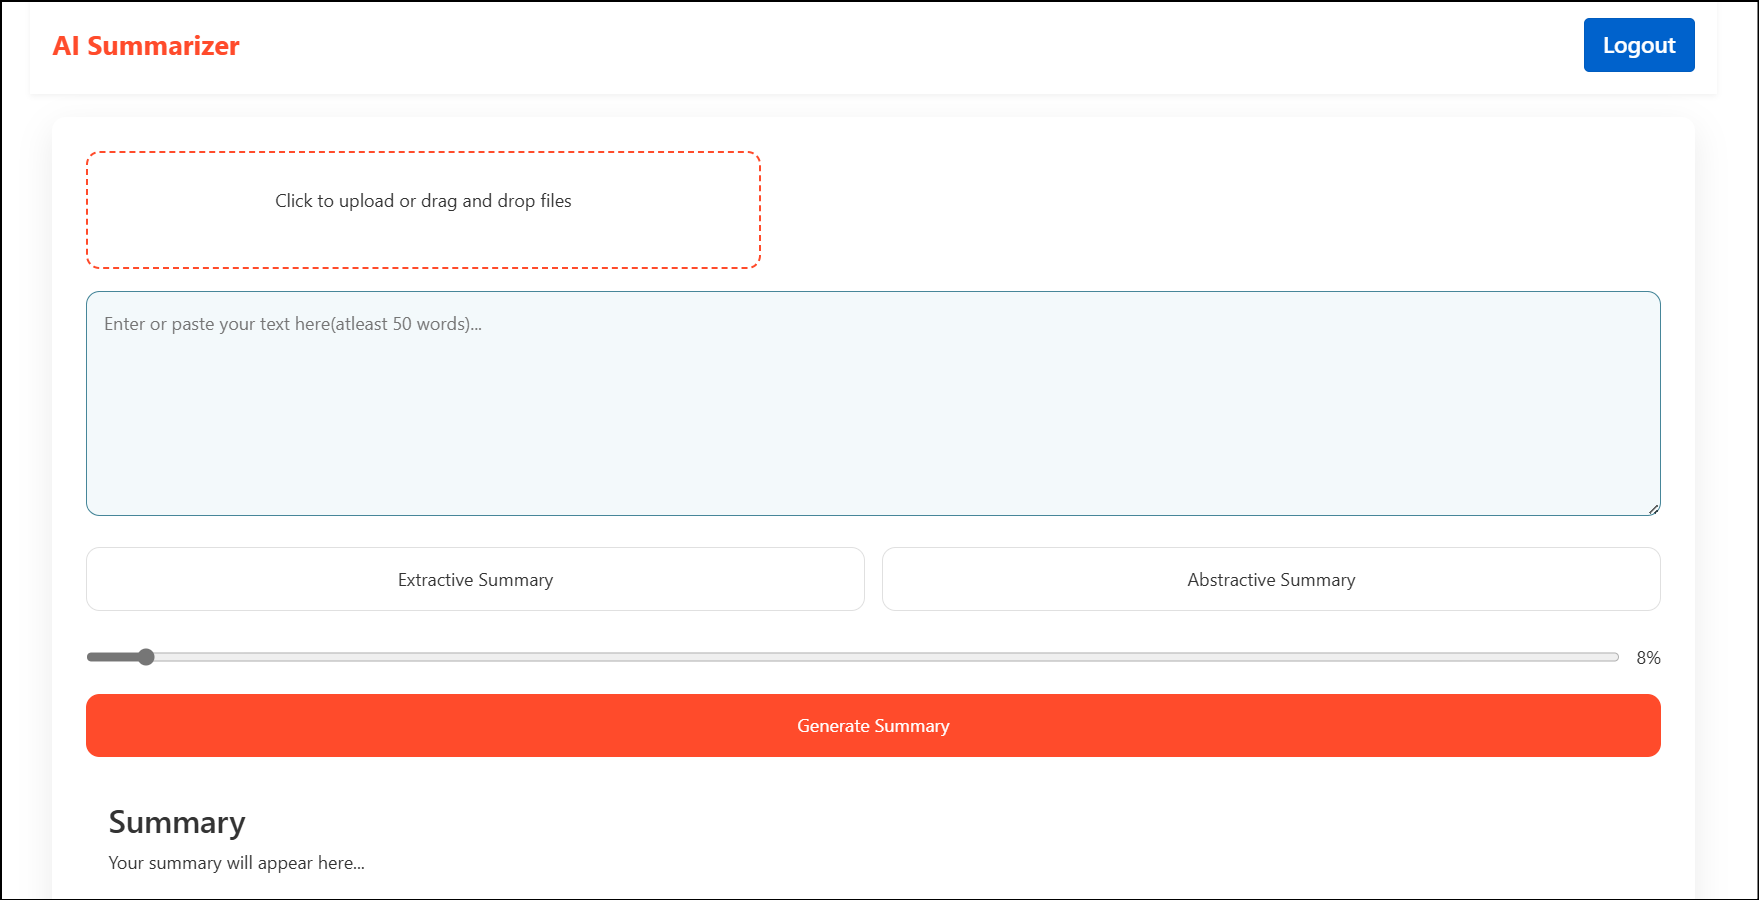 AI Summarizer
Logout
Click to upload or drag and drop files
Enter or paste your text here(atleast 50 words)...
Extractive Summary
Abstractive Summary
8%
Generate Summary
Summary
Your summary will appear here...